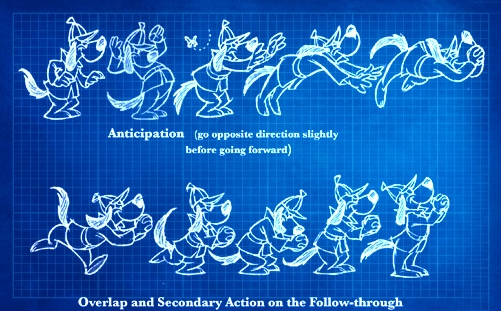 Anticipation (go opposite direction slightly
before going forward)
Overlap and Secondary Action on the Follow-through